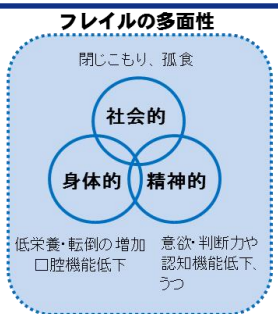 フレイルの多面性
閉じこもり、孤食
社会的
身体的 精神的
低栄養・転倒の増加
口腔機能低下
意欲・判断力や
認知機能低下、
うつ